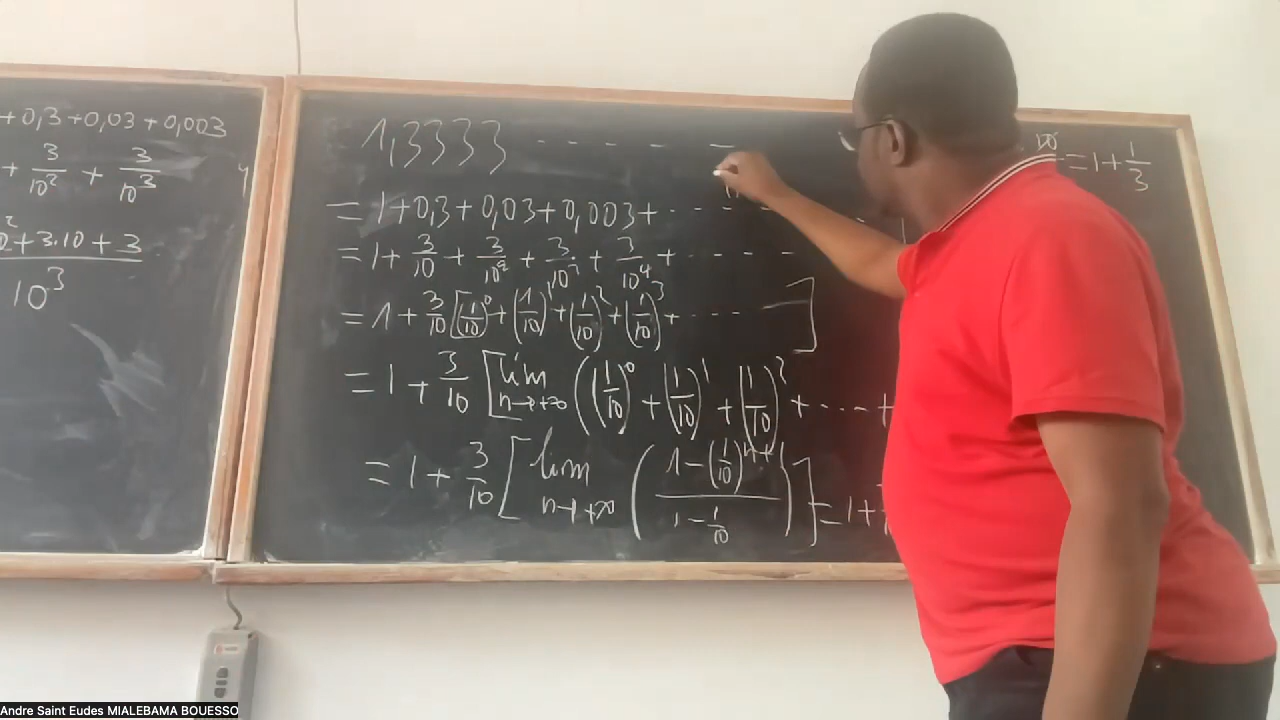 + 0,3 + 0,03 + 0,003
+ 3/10² + 3/10³
² + 3.10 + 3
10³
1,3333 - - - - -
= 1 + 0,3 + 0,03 + 0,003 + - - - -
= 1 + 3/10 + 3/10² + 3/10³ + 3/10⁴ + - - - -
= 1 + 3/10 [(1/10)⁰ + (1/10)¹ + (1/10)² + (1/10)³ + - - - - ]
= 1 + 3/10 [lim n→+∞ ((1/10)⁰ + (1/10)¹ + (1/10)² + ... +
= 1 + 3/10 [lim n→+∞ ((1 - (1/10)ⁿ⁺¹)/(1 - 1/10))] = 1 +
10 = 1 + 1/3
Andre Saint Eudes MIALEBAMA BOUESSO